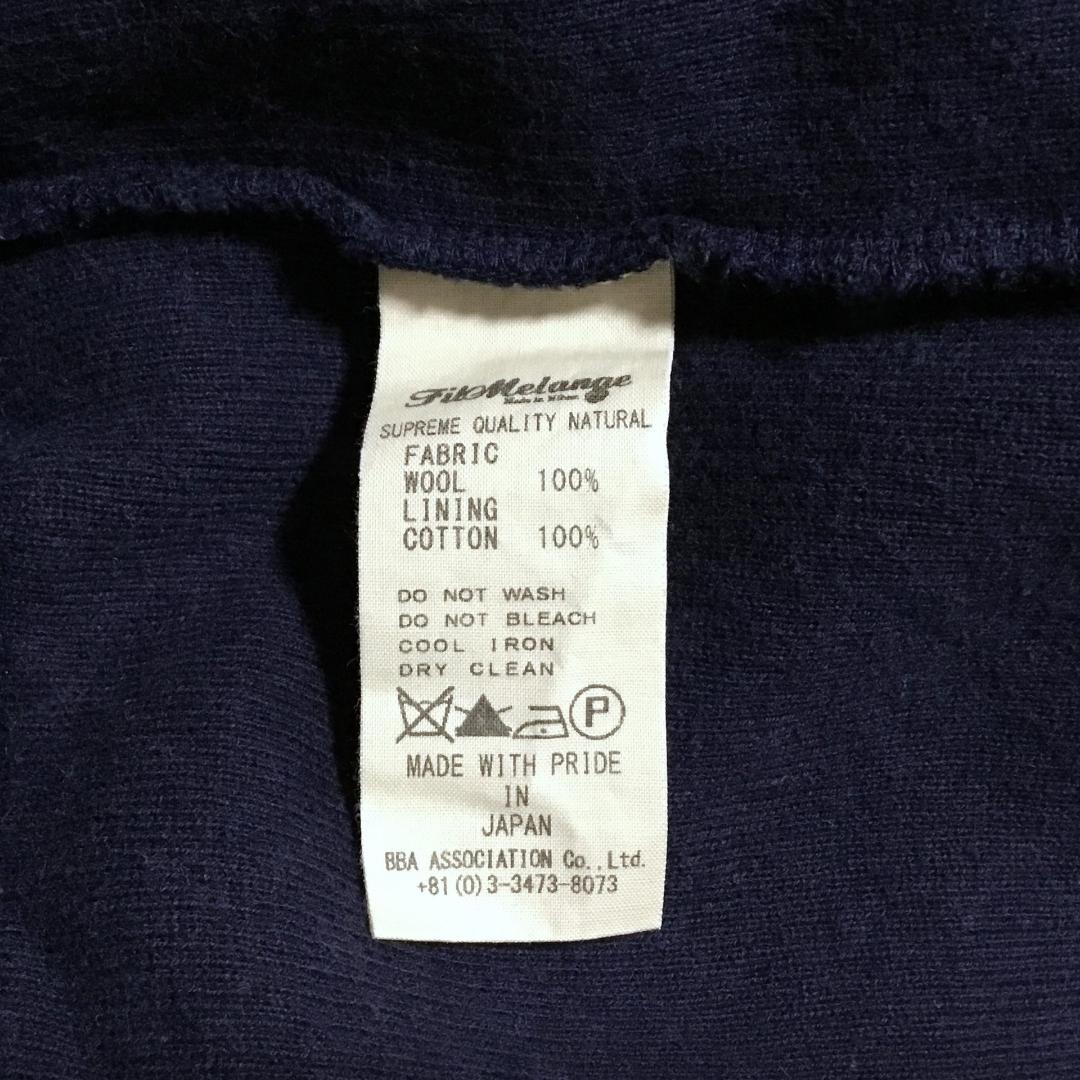 FilMelange
SUPREME QUALITY NATURAL
FABRIC
WOOL 100%
LINING
COTTON 100%
DO NOT WASH
DO NOT BLEACH
COOL IRON
DRY CLEAN
P
MADE WITH PRIDE
IN
JAPAN
BBA ASSOCIATION Co.,Ltd.
+81(0)3-3473-8073